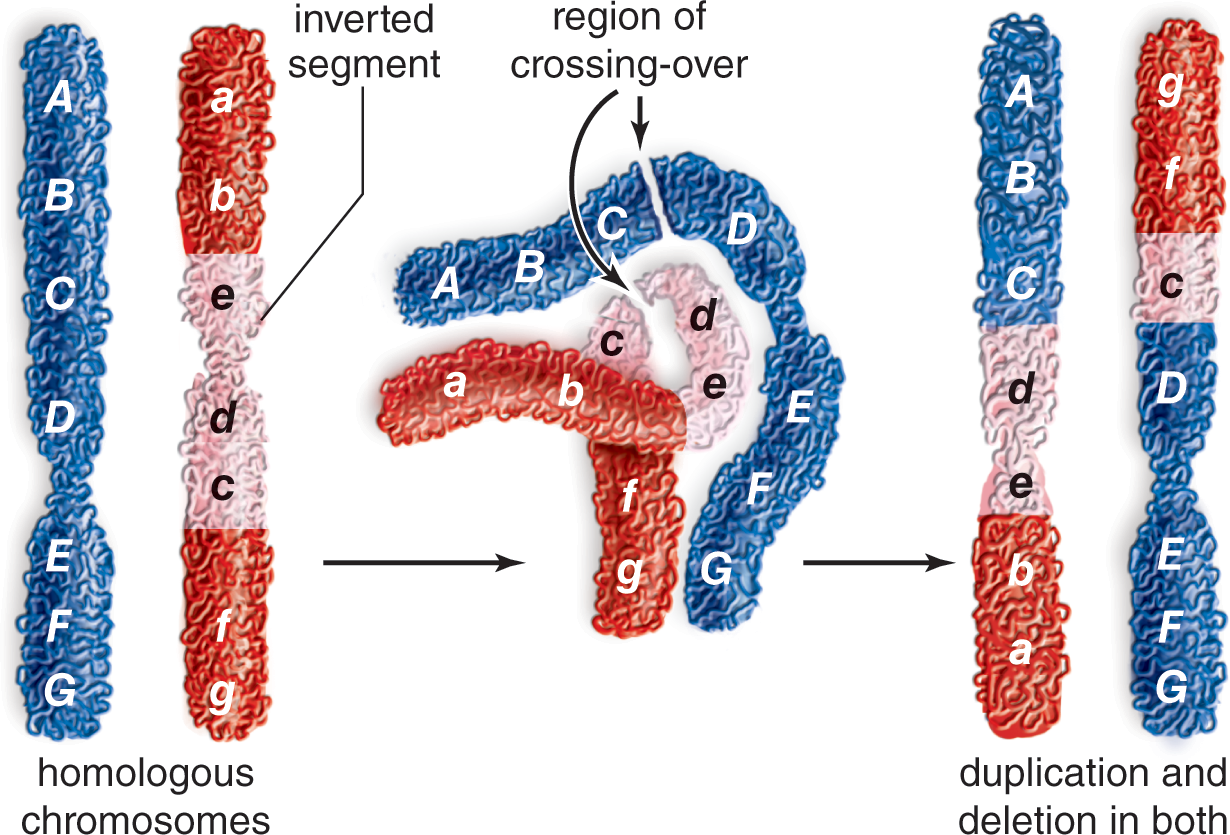 inverted
segment
region of
crossing-over
A
B
C
D
E
F
G
a
b
e
d
c
f
g
A
B
C
D
E
F
G
a
b
c
d
e
f
g
A
B
C
d
e
b
a
g
f
c
D
E
F
G
homologous
chromosomes
duplication and
deletion in both